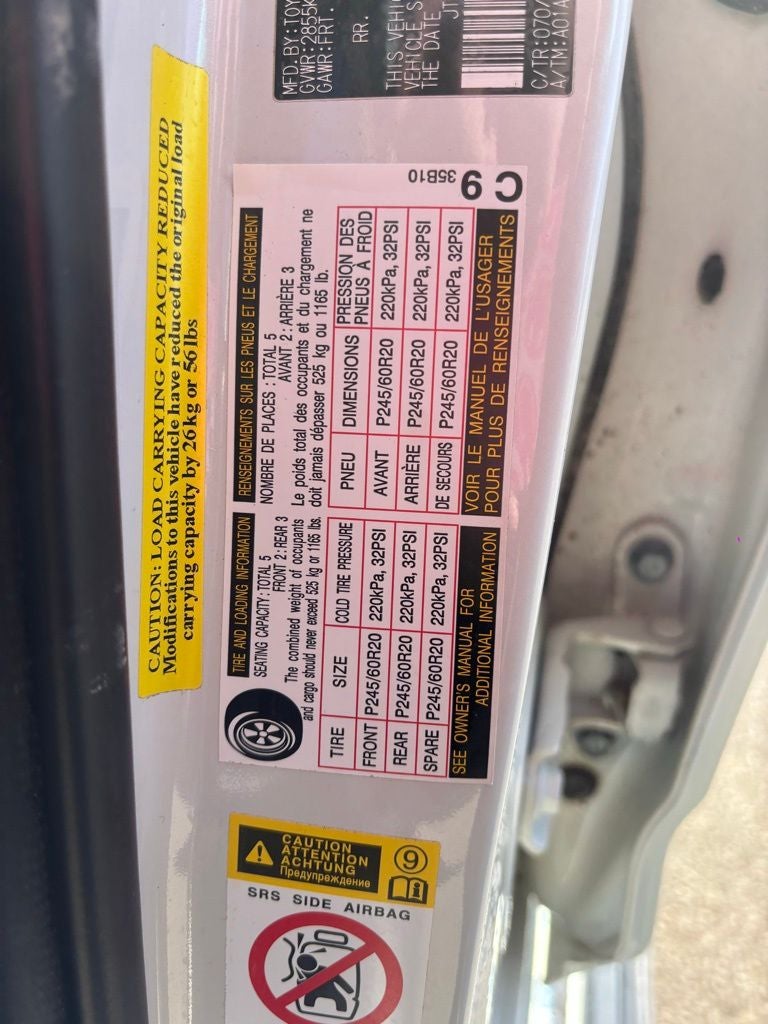 MFD.BY:TOY
GVWR:2855K
GAWR:FRT.
RR.
THIS VEHIC
VEHICLE S
THE DATE
JT
C/TR:070/
A/TM:A01A
CAUTION: LOAD CARRYING CAPACITY REDUCED
Modifications to this vehicle have reduced the original load
carrying capacity by 26 kg or 56 lbs
C 9
35B10
TIRE AND LOADING INFORMATION
SEATING CAPACITY:TOTAL 5
FRONT 2:REAR 3
The combined weight of occupants
and cargo should never exceed 525 kg or 1165 lbs.
TIRE SIZE COLD TIRE PRESSURE
FRONT P245/60R20 220kPa, 32PSI
REAR P245/60R20 220kPa, 32PSI
SPARE P245/60R20 220kPa, 32PSI
SEE OWNER'S MANUAL FOR
ADDITIONAL INFORMATION
RENSEIGNEMENTS SUR LES PNEUS ET LE CHARGEMENT
NOMBRE DE PLACES : TOTAL 5
AVANT 2 : ARRIÈRE 3
Le poids total des occupants et du chargement ne
doit jamais dépasser 525 kg ou 1165 lb.
PNEU DIMENSIONS PRESSION DES
PNEUS À FROID
AVANT P245/60R20 220kPa, 32PSI
ARRIÈRE P245/60R20 220kPa, 32PSI
DE SECOURS P245/60R20 220kPa, 32PSI
VOIR LE MANUEL DE L'USAGER
POUR PLUS DE RENSEIGNEMENTS
CAUTION
ATTENTION
ACHTUNG
Предупреждение
9
SRS SIDE AIRBAG